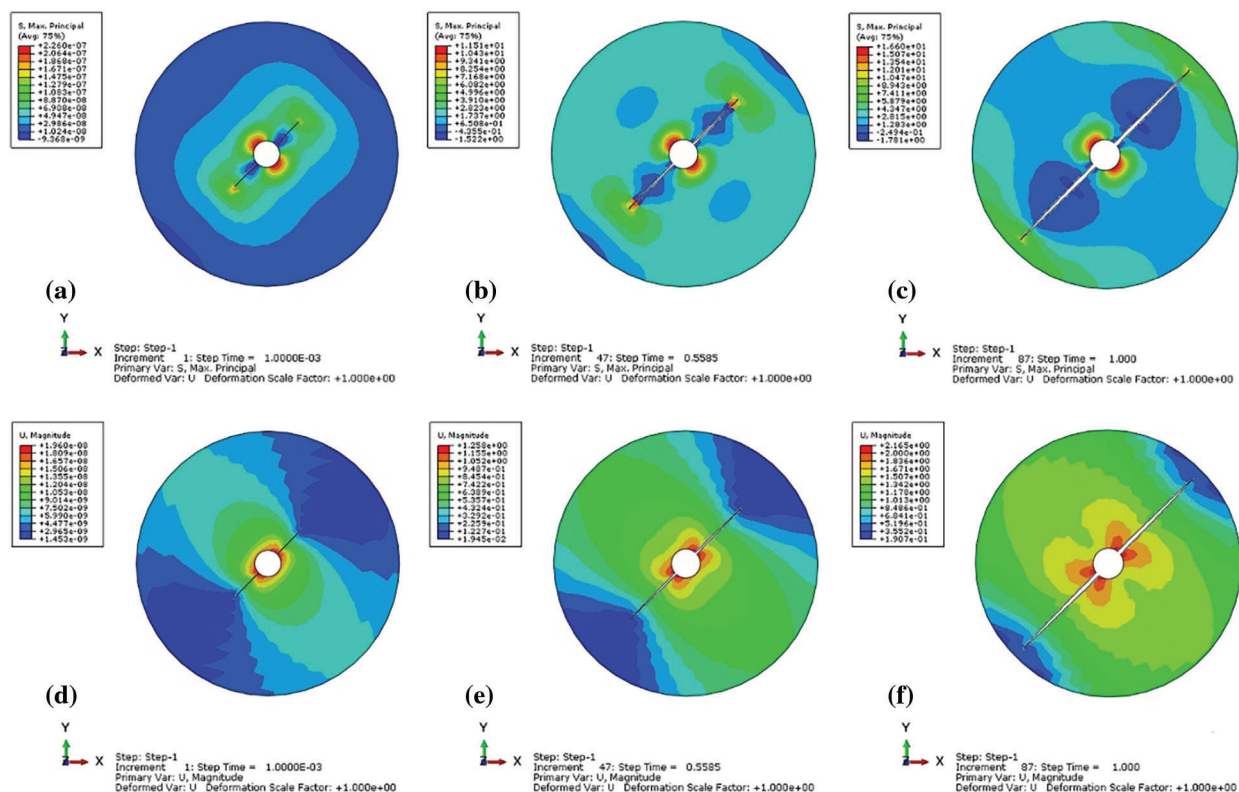 S, Max. Principal
(Avg: 75%)
+2.260e-07
+2.064e-07
+1.868e-07
+1.671e-07
+1.475e-07
+1.279e-07
+1.083e-07
+8.870e-08
+6.908e-08
+4.947e-08
+2.986e-08
+1.024e-08
-9.368e-09
(a)
Y
X
Z
Step: Step-1
Increment 1: Step Time = 1.0000E-03
Primary Var: S, Max. Principal
Deformed Var: U Deformation Scale Factor: +1.000e+00
S, Max. Principal
(Avg: 75%)
+1.151e+01
+1.043e+01
+9.341e+00
+8.254e+00
+7.168e+00
+6.082e+00
+4.996e+00
+3.910e+00
+2.823e+00
+1.737e+00
+6.508e-01
-4.355e-01
-1.522e+00
(b)
Y
X
Z
Step: Step-1
Increment 47: Step Time = 0.5585
Primary Var: S, Max. Principal
Deformed Var: U Deformation Scale Factor: +1.000e+00
S, Max. Principal
(Avg: 75%)
+1.660e+01
+1.507e+01
+1.354e+01
+1.201e+01
+1.047e+01
+8.943e+00
+7.411e+00
+5.879e+00
+4.347e+00
+2.815e+00
+1.283e+00
-2.494e-01
-1.781e+00
(c)
Y
X
Z
Step: Step-1
Increment 87: Step Time = 1.000
Primary Var: S, Max. Principal
Deformed Var: U Deformation Scale Factor: +1.000e+00
U, Magnitude
+1.960e-08
+1.809e-08
+1.657e-08
+1.506e-08
+1.355e-08
+1.204e-08
+1.053e-08
+9.014e-09
+7.502e-09
+5.990e-09
+4.477e-09
+2.965e-09
+1.453e-09
(d)
Y
X
Z
Step: Step-1
Increment 1: Step Time = 1.0000E-03
Primary Var: U, Magnitude
Deformed Var: U Deformation Scale Factor: +1.000e+00
U, Magnitude
+1.258e+00
+1.155e+00
+1.052e+00
+9.487e-01
+8.454e-01
+7.422e-01
+6.389e-01
+5.357e-01
+4.324e-01
+3.292e-01
+2.259e-01
+1.227e-01
+1.945e-02
(e)
Y
X
Z
Step: Step-1
Increment 47: Step Time = 0.5585
Primary Var: U, Magnitude
Deformed Var: U Deformation Scale Factor: +1.000e+00
U, Magnitude
+2.165e+00
+2.000e+00
+1.836e+00
+1.671e+00
+1.507e+00
+1.342e+00
+1.178e+00
+1.013e+00
+8.486e-01
+6.841e-01
+5.196e-01
+3.552e-01
+1.907e-01
(f)
Y
X
Z
Step: Step-1
Increment 87: Step Time = 1.000
Primary Var: U, Magnitude
Deformed Var: U Deformation Scale Factor: +1.000e+00